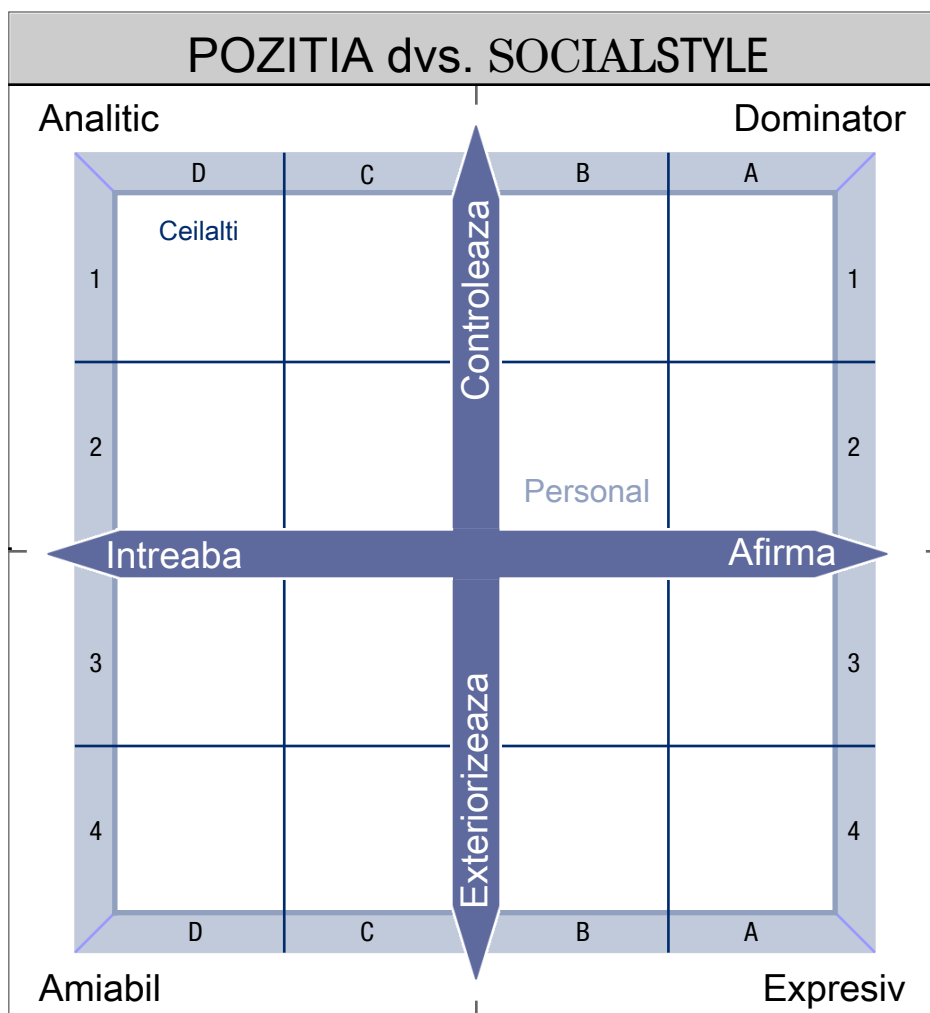 POZITIA dvs. SOCIALSTYLE
Analitic
Dominator
D C B A
Ceilalti
Controleaza
1 1
2 2
Personal
Intreaba
Afirma
3 3
Exteriorizeaza
4 4
D C B A
Amiabil
Expresiv